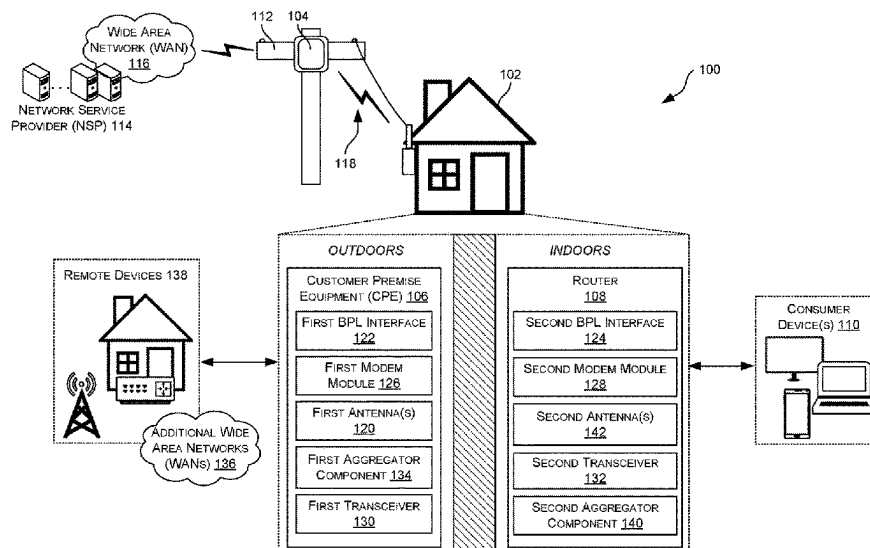 WIDE AREA
NETWORK (WAN)
116
112
104
NETWORK SERVICE
PROVIDER (NSP) 114
118
102
100
OUTDOORS
CUSTOMER PREMISE
EQUIPMENT (CPE) 106
FIRST BPL INTERFACE
122
FIRST MODEM
MODULE 126
FIRST ANTENNA(S)
120
FIRST AGGREGATOR
COMPONENT 134
FIRST TRANSCEIVER
130
INDOORS
ROUTER
108
SECOND BPL INTERFACE
124
SECOND MODEM MODULE
128
SECOND ANTENNA(S)
142
SECOND TRANSCEIVER
132
SECOND AGGREGATOR
COMPONENT 140
REMOTE DEVICES 138
ADDITIONAL WIDE
AREA NETWORKS
(WANS) 136
CONSUMER
DEVICE(S) 110